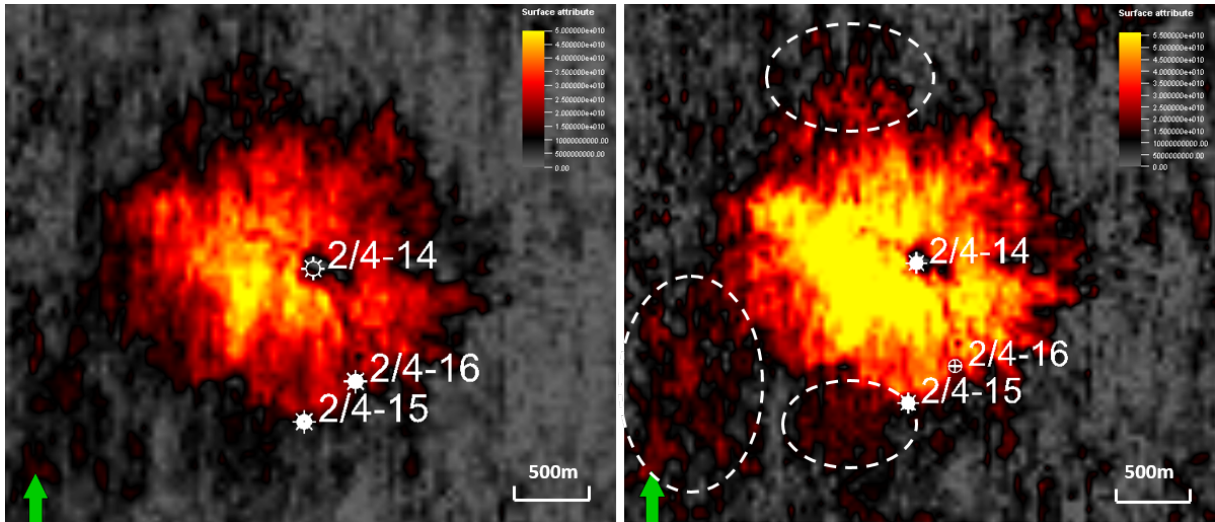 Surface attribute
5.000000e+010
4.500000e+010
4.000000e+010
3.500000e+010
3.000000e+010
2.500000e+010
2.000000e+010
1.500000e+010
10000000000.00
5000000000.00
0.00
2/4-14
2/4-16
2/4-15
500m
Surface attribute
5.500000e+010
5.000000e+010
4.500000e+010
4.000000e+010
3.500000e+010
3.000000e+010
2.500000e+010
2.000000e+010
1.500000e+010
10000000000.00
5000000000.00
0.00
2/4-14
2/4-16
2/4-15
500m